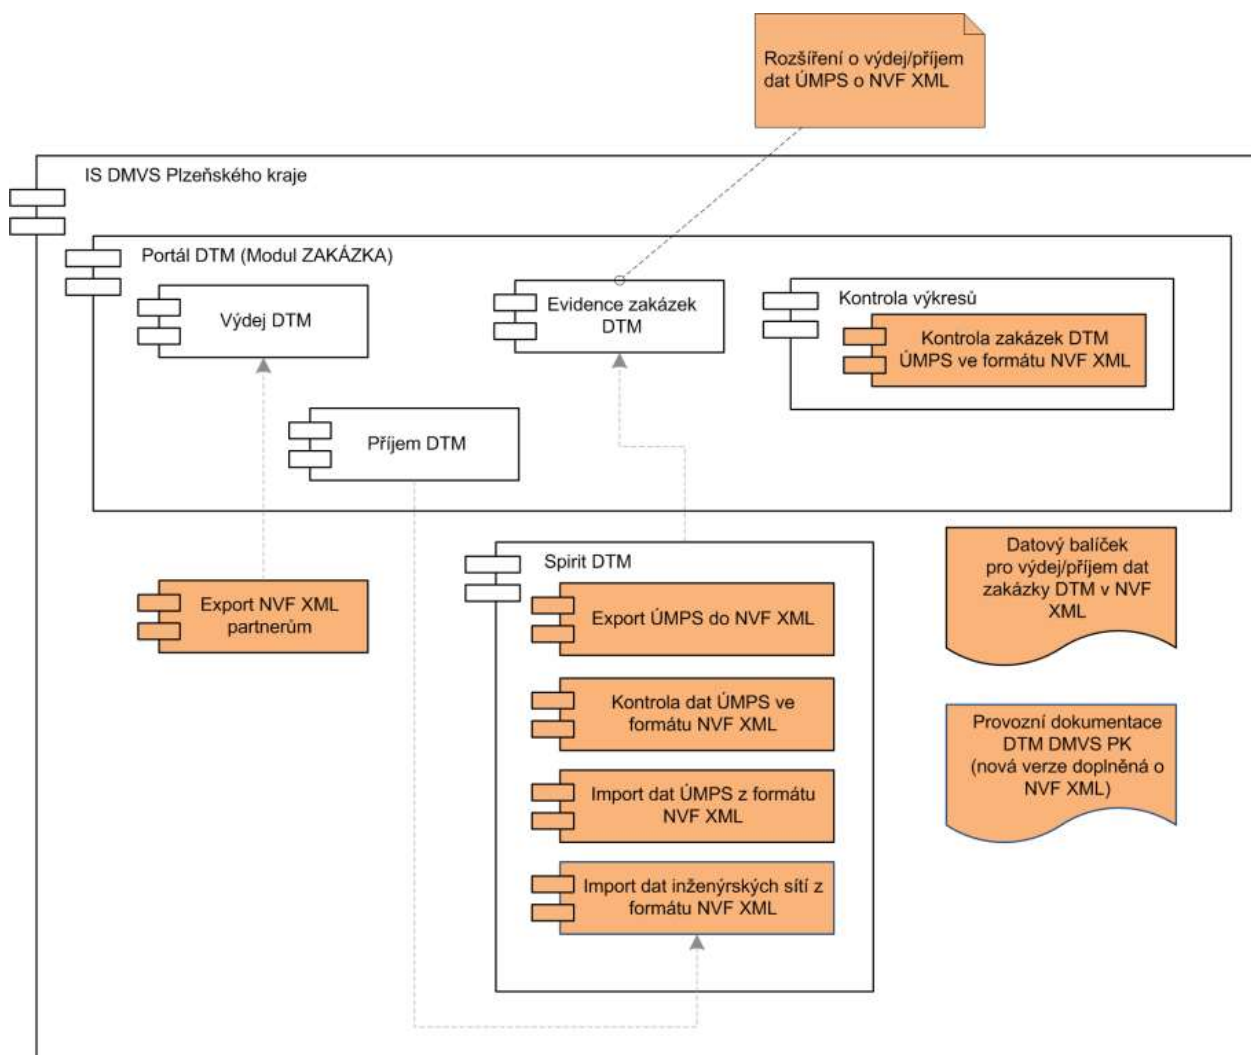 Rozšíření o výdej/příjem
dat ÚMPS o NVF XML
IS DMVS Plzeňského kraje
Portál DTM (Modul ZAKÁZKA)
Výdej DTM
Evidence zakázek
DTM
Kontrola výkresů
Kontrola zakázek DTM
ÚMPS ve formátu NVF XML
Příjem DTM
Export NVF XML
partnerům
Spirit DTM
Export ÚMPS do NVF XML
Kontrola dat ÚMPS ve
formátu NVF XML
Import dat ÚMPS z formátu
NVF XML
Import dat inženýrských sítí z
formátu NVF XML
Datový balíček
pro výdej/příjem dat
zakázky DTM v NVF
XML
Provozní dokumentace
DTM DMVS PK
(nová verze doplněná o
NVF XML)